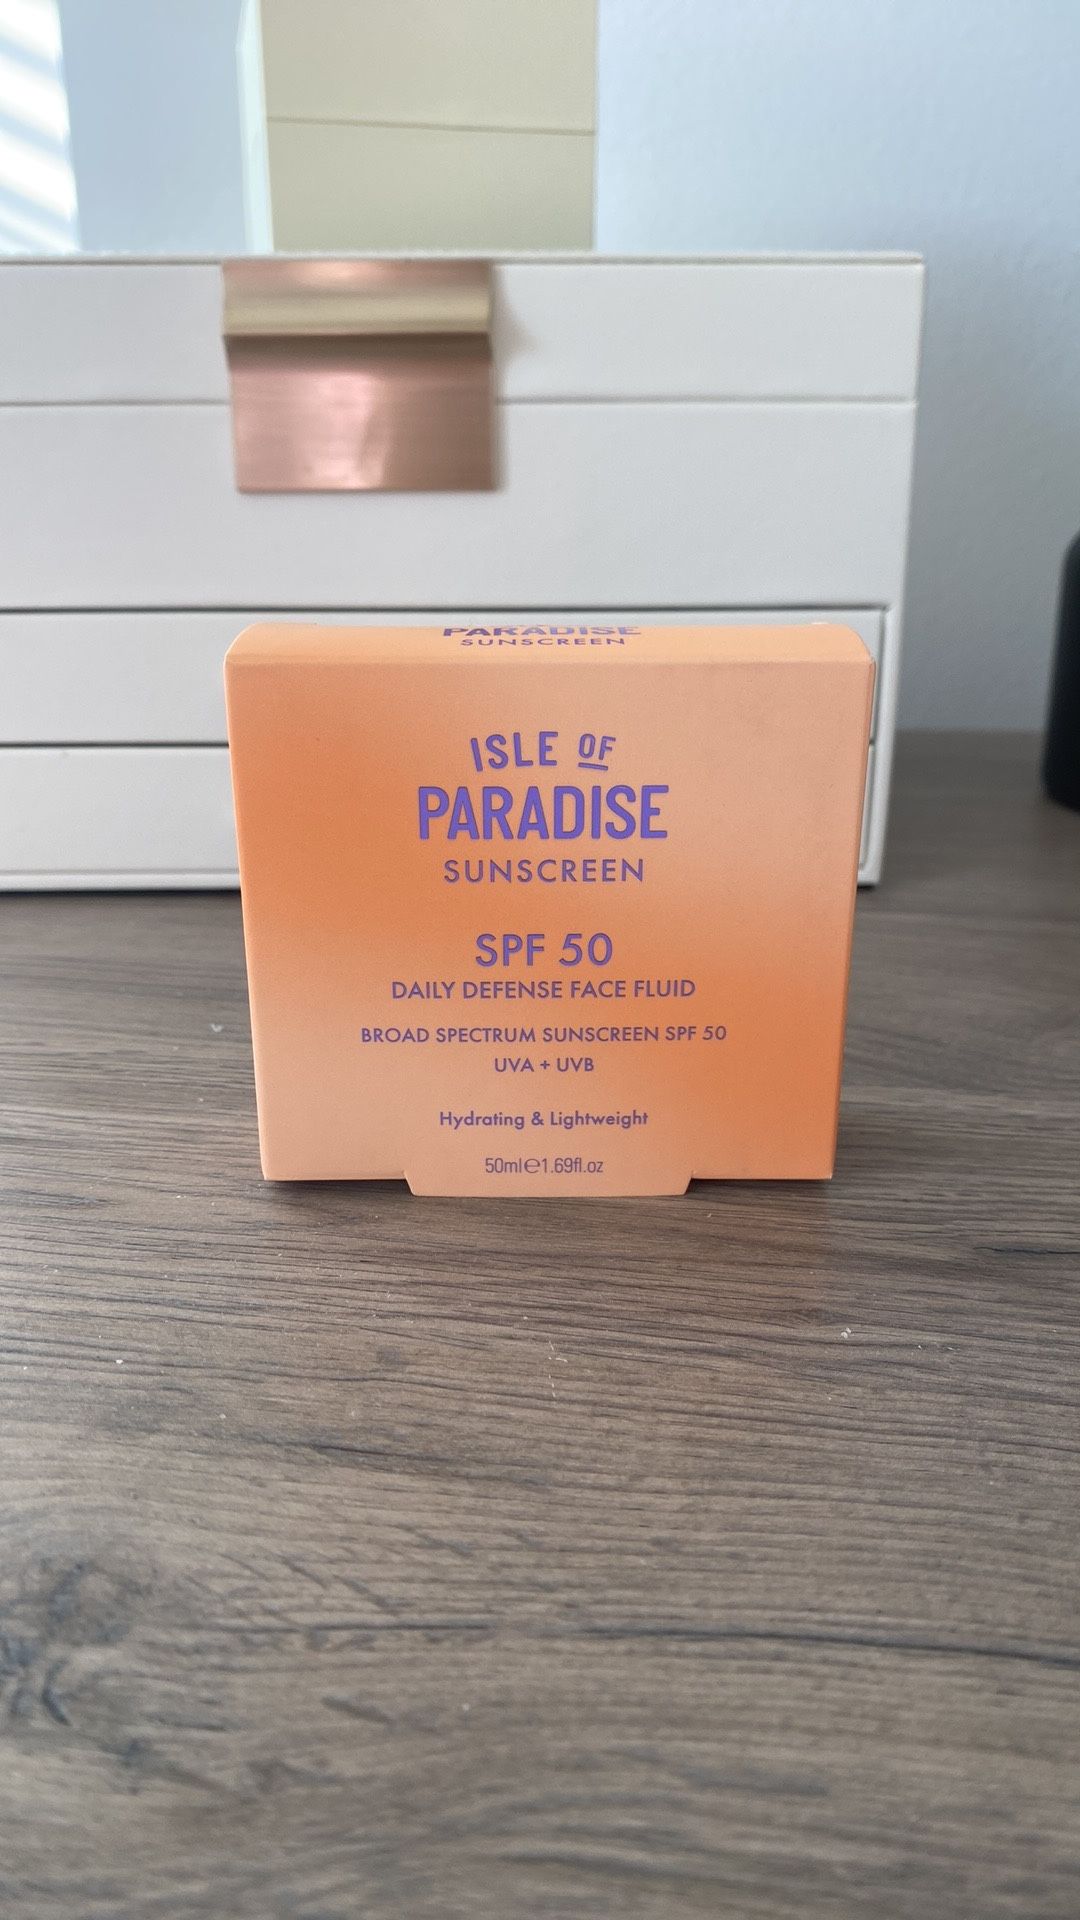 PARADISE
SUNSCREEN
ISLE OF
PARADISE
SUNSCREEN
SPF 50
DAILY DEFENSE FACE FLUID
BROAD SPECTRUM SUNSCREEN SPF 50
UVA + UVB
Hydrating & Lightweight
50ml℮1.69fl.oz